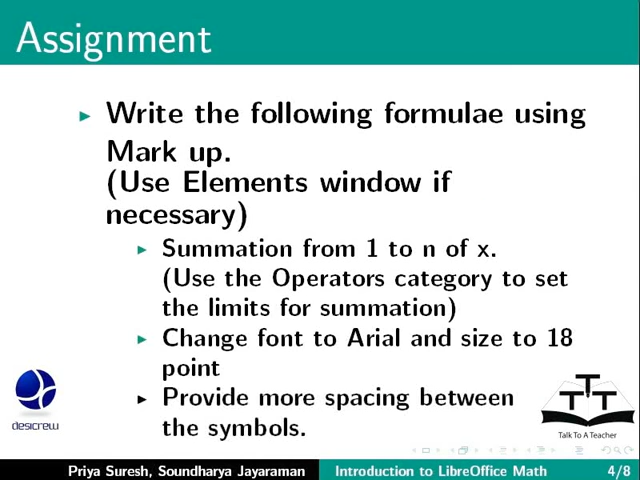 Assignment
Write the following formulae using
Mark up.
(Use Elements window if
necessary)
Summation from 1 to n of x.
(Use the Operators category to set
the limits for summation)
Change font to Arial and size to 18
point
Provide more spacing between
the symbols.
desicrew
TTT
Talk To A Teacher
Priya Suresh, Soundharya Jayaraman Introduction to LibreOffice Math 4/8